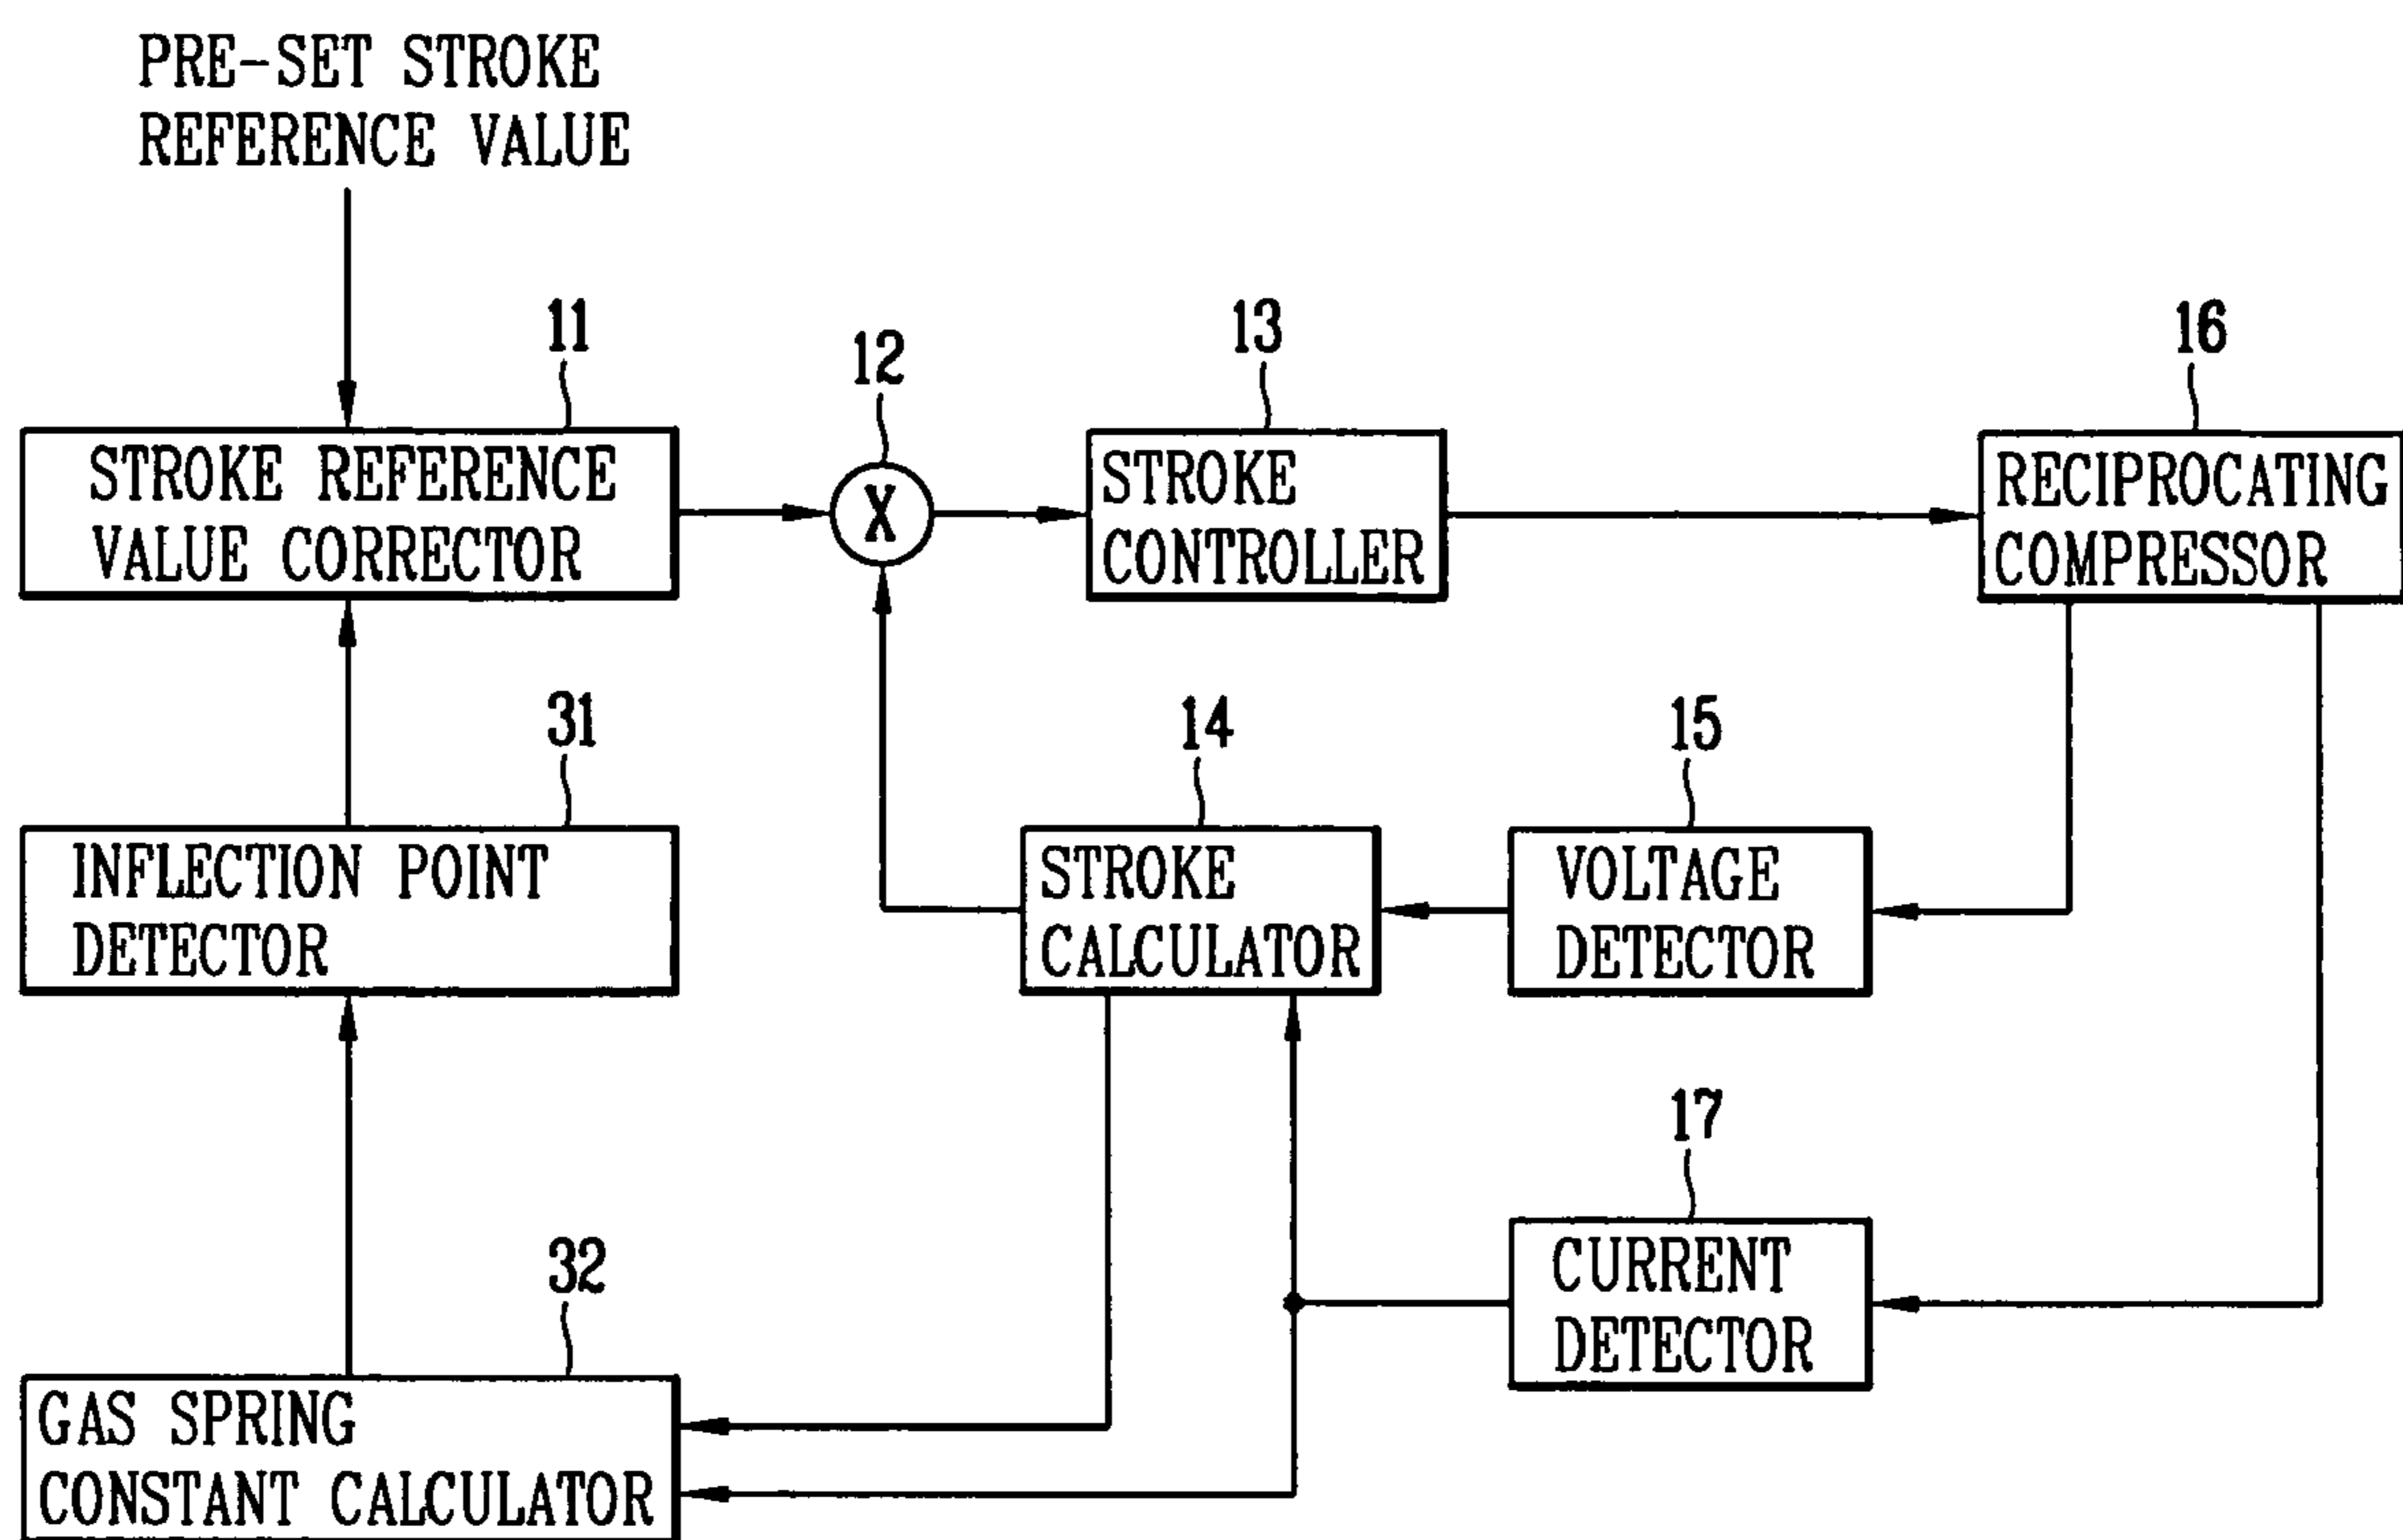 PRE-SET STROKE
REFERENCE VALUE
11
12
13
16
STROKE REFERENCE
VALUE CORRECTOR
X
STROKE
CONTROLLER
RECIPROCATING
COMPRESSOR
31
14
15
INFLECTION POINT
DETECTOR
STROKE
CALCULATOR
VOLTAGE
DETECTOR
17
32
CURRENT
DETECTOR
GAS SPRING
CONSTANT CALCULATOR